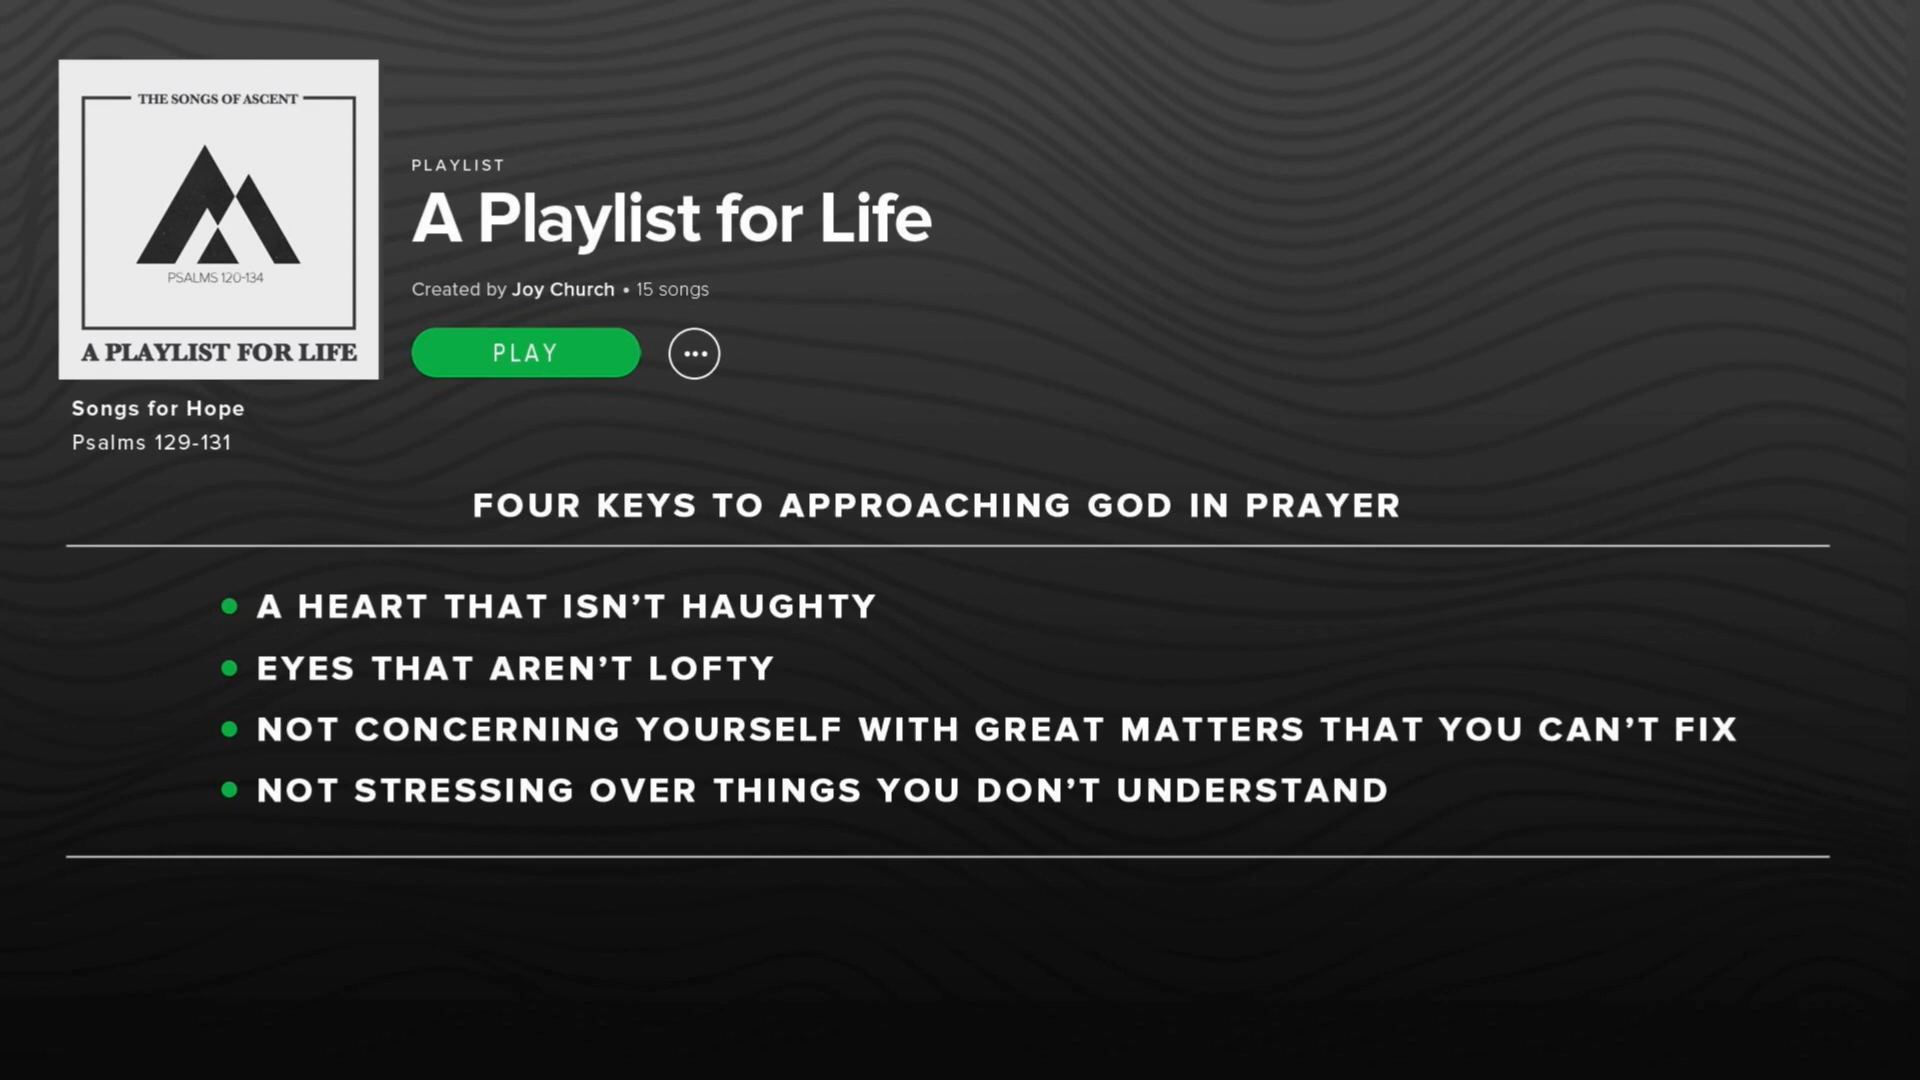 THE SONGS OF ASCENT
PSALMS 120-134
A PLAYLIST FOR LIFE
PLAYLIST
A Playlist for Life
Created by Joy Church • 15 songs
PLAY
Songs for Hope
Psalms 129-131
FOUR KEYS TO APPROACHING GOD IN PRAYER
• A HEART THAT ISN’T HAUGHTY
• EYES THAT AREN’T LOFTY
• NOT CONCERNING YOURSELF WITH GREAT MATTERS THAT YOU CAN’T FIX
• NOT STRESSING OVER THINGS YOU DON’T UNDERSTAND